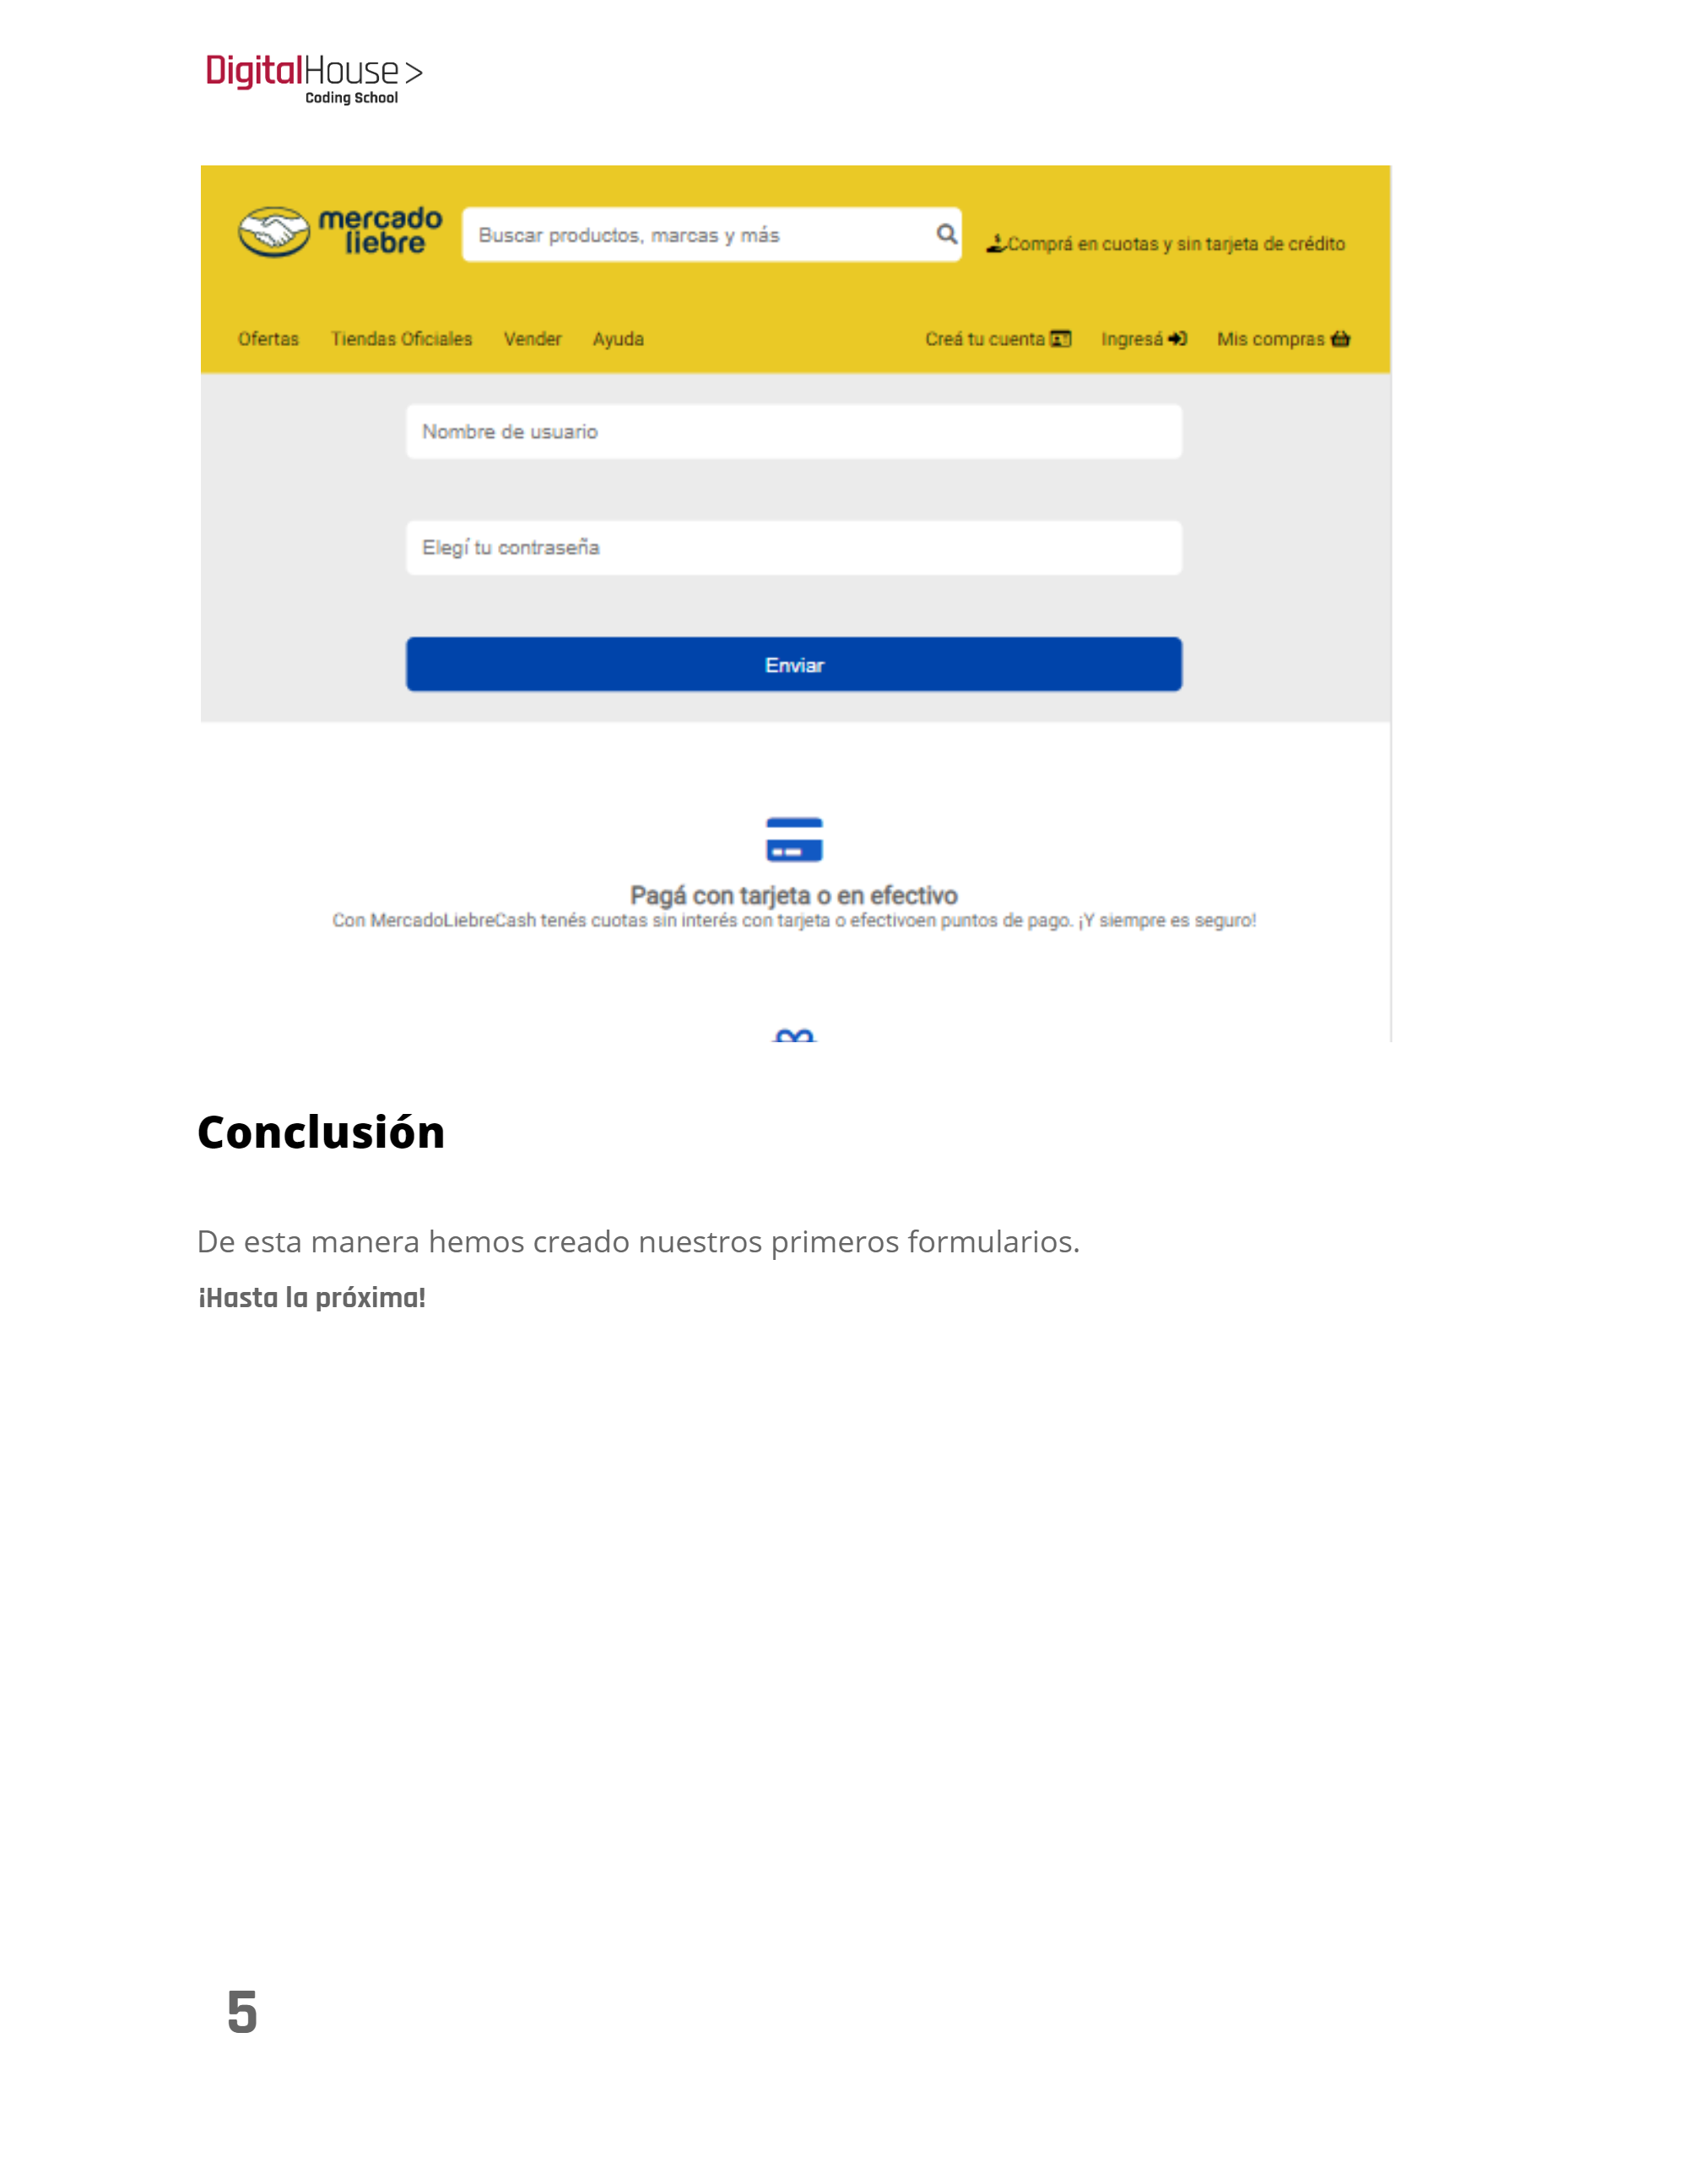 DigitalHouse >
Coding School
mercado
liebre
Buscar productos, marcas y más
Comprá en cuotas y sin tarjeta de crédito
Ofertas Tiendas Oficiales Vender Ayuda Creá tu cuenta Ingresá Mis compras
Nombre de usuario
Elegí tu contraseña
Enviar
Pagá con tarjeta o en efectivo
Con MercadoLiebreCash tenés cuotas sin interés con tarjeta o efectivoen puntos de pago. ¡Y siempre es seguro!
Conclusión
De esta manera hemos creado nuestros primeros formularios.
¡Hasta la próxima!
5